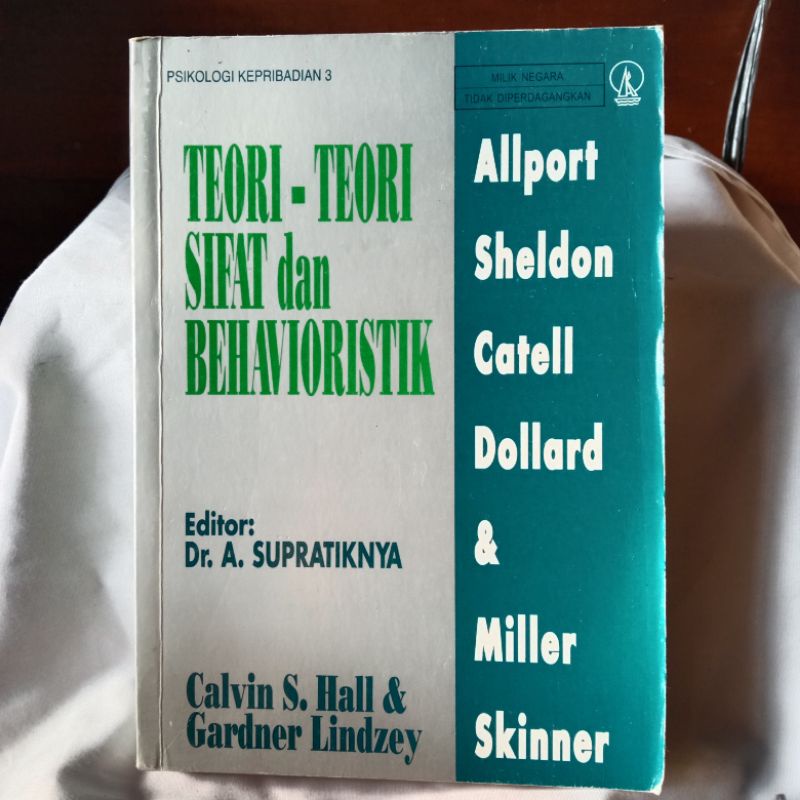 PSIKOLOGI KEPRIBADIAN 3
MILIK NEGARA
TIDAK DIPERDAGANGKAN
TEORI - TEORI
SIFAT dan
BEHAVIORISTIK
Editor:
Dr. A. SUPRATIKNYA
Calvin S. Hall &
Gardner Lindzey
Allport
Sheldon
Catell
Dollard
&
Miller
Skinner